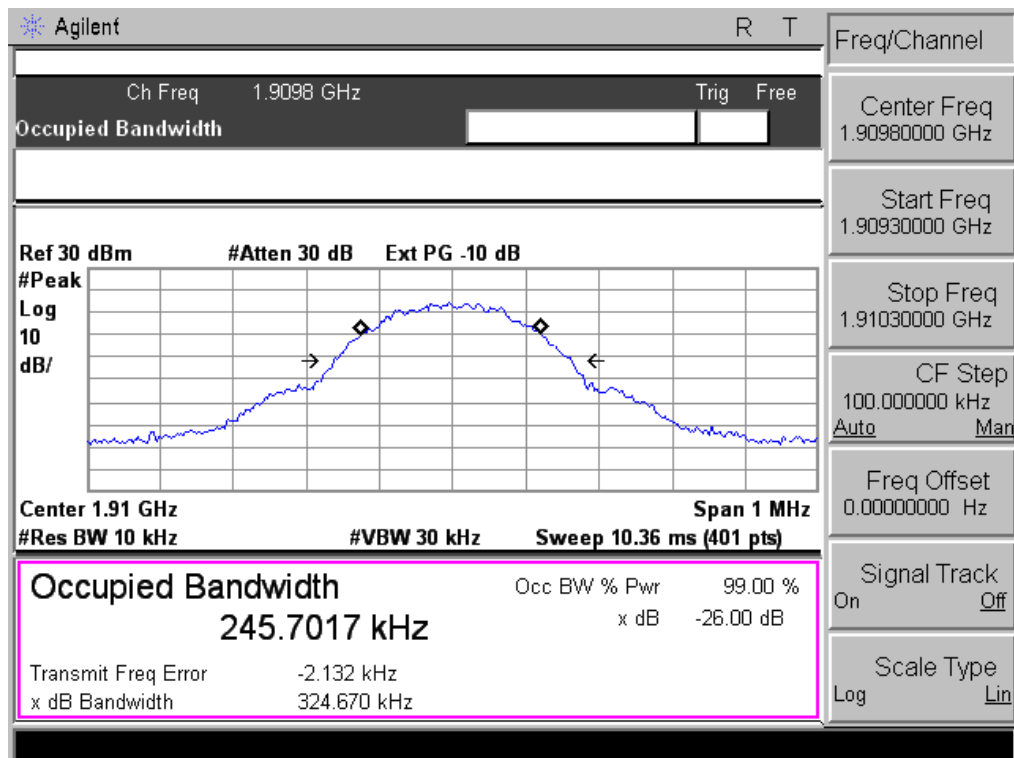 Agilent R T
Ch Freq 1.9098 GHz Trig Free
Occupied Bandwidth
Ref 30 dBm #Atten 30 dB Ext PG -10 dB
#Peak
Log
10
dB/
Center 1.91 GHz Span 1 MHz
#Res BW 10 kHz #VBW 30 kHz Sweep 10.36 ms (401 pts)
Occupied Bandwidth Occ BW % Pwr 99.00 %
245.7017 kHz x dB -26.00 dB
Transmit Freq Error -2.132 kHz
x dB Bandwidth 324.670 kHz
Freq/Channel
Center Freq
1.90980000 GHz
Start Freq
1.90930000 GHz
Stop Freq
1.91030000 GHz
CF Step
100.000000 kHz
Auto Man
Freq Offset
0.00000000 Hz
Signal Track
On Off
Scale Type
Log Lin